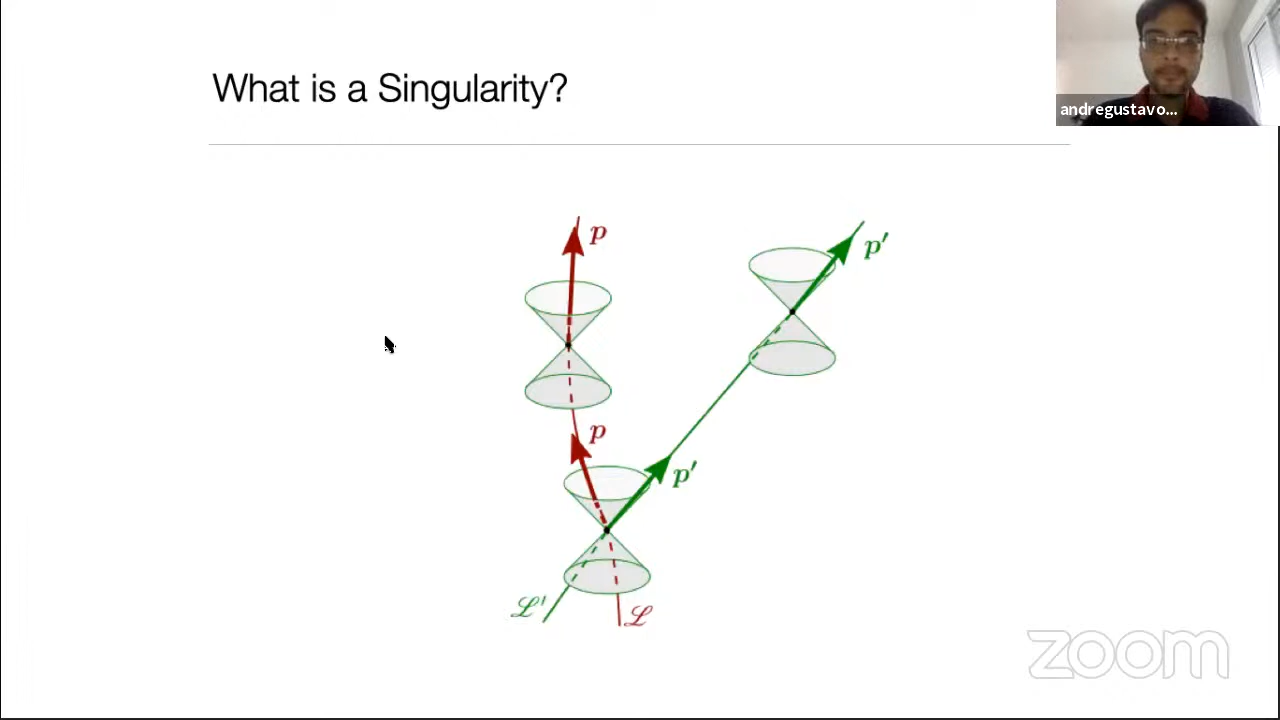 What is a Singularity?
andregustavo...
p
p′
p
p′
ℒ′
ℒ
zoom